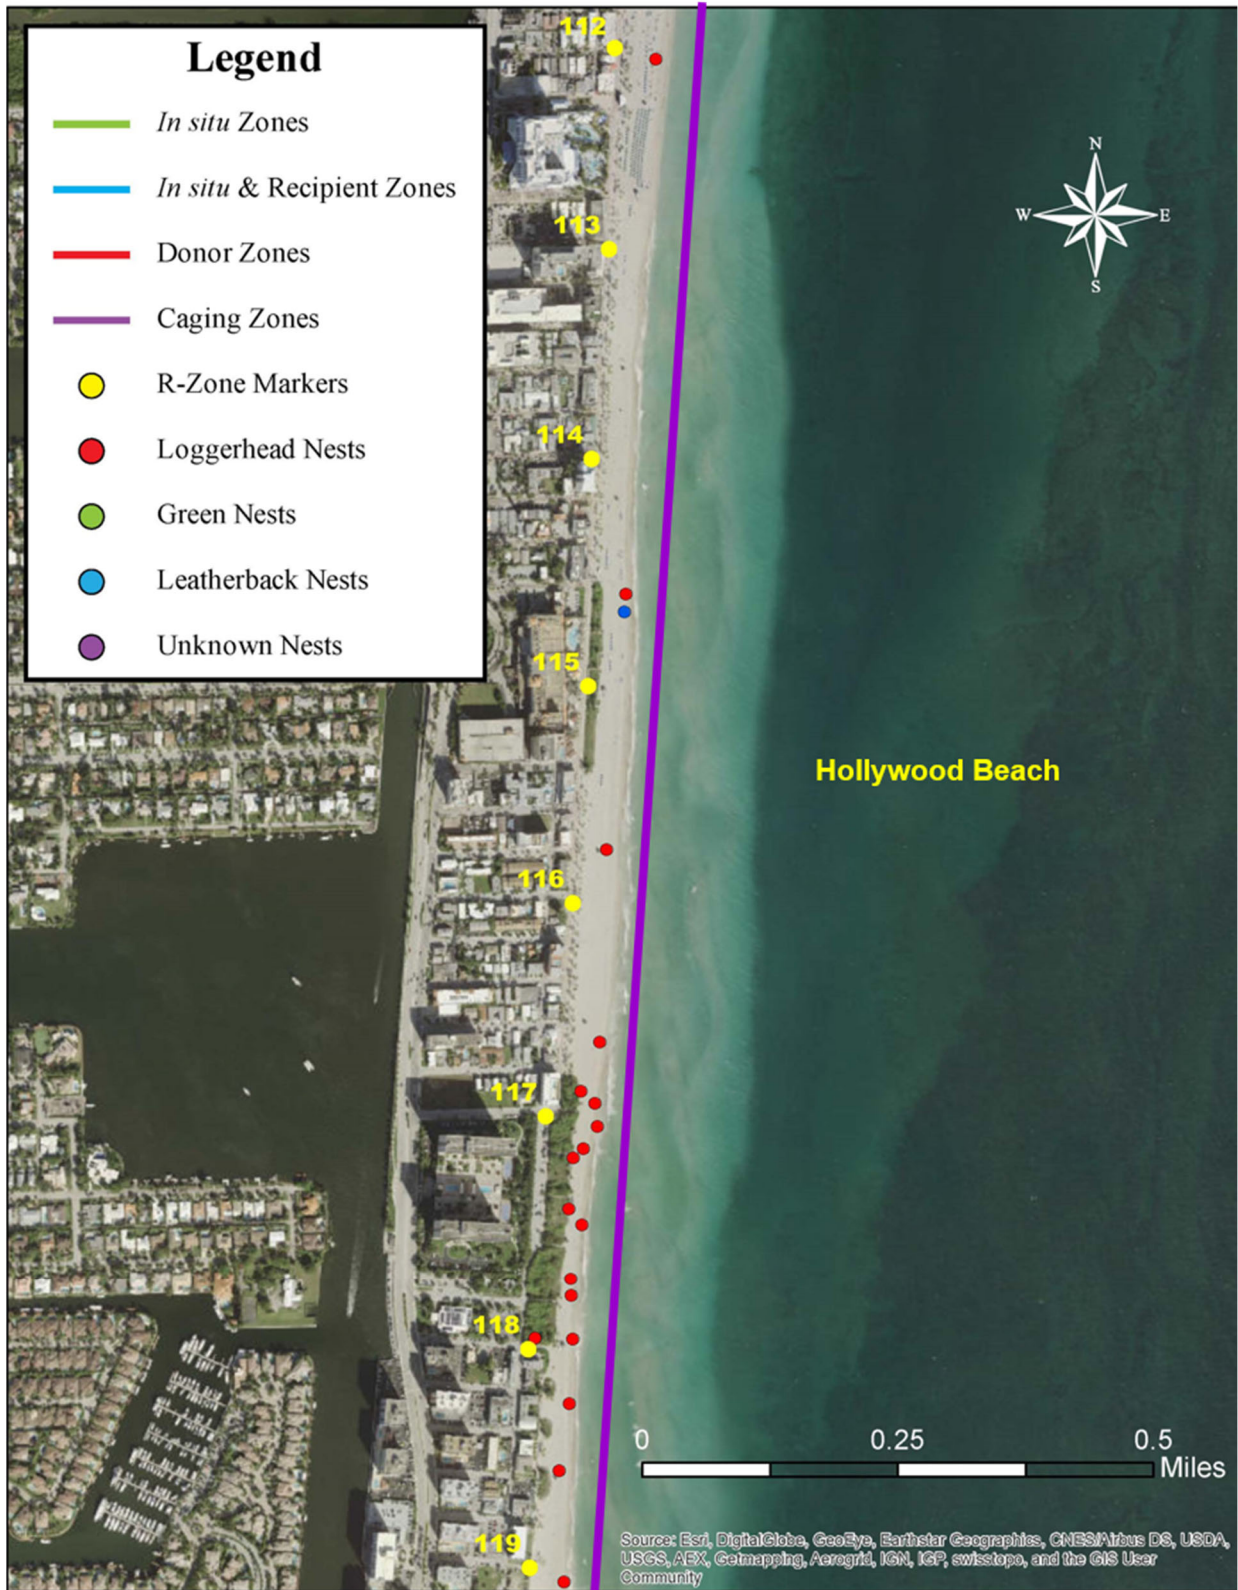 Legend
In situ Zones
In situ & Recipient Zones
Donor Zones
Caging Zones
R-Zone Markers
Loggerhead Nests
Green Nests
Leatherback Nests
Unknown Nests
112
113
114
115
116
117
118
119
N
W E
S
Hollywood Beach
0 0.25 0.5
Miles
Source: Esri, DigitalGlobe, GeoEye, Earthstar Geographics, CNES/Airbus DS, USDA,
USGS, AEX, Getmapping, Aerogrid, IGN, IGP, swisstopo, and the GIS User
Community